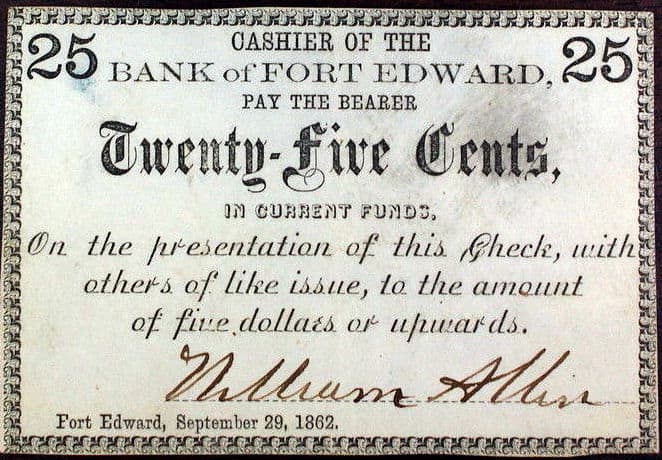 25 CASHIER OF THE 25
BANK of FORT EDWARD,
PAY THE BEARER
Twenty-Five Cents,
IN CURRENT FUNDS,
On the presentation of this Check, with
others of like issue, to the amount
of five dollars or upwards.
William Allen
Fort Edward, September 29, 1862.